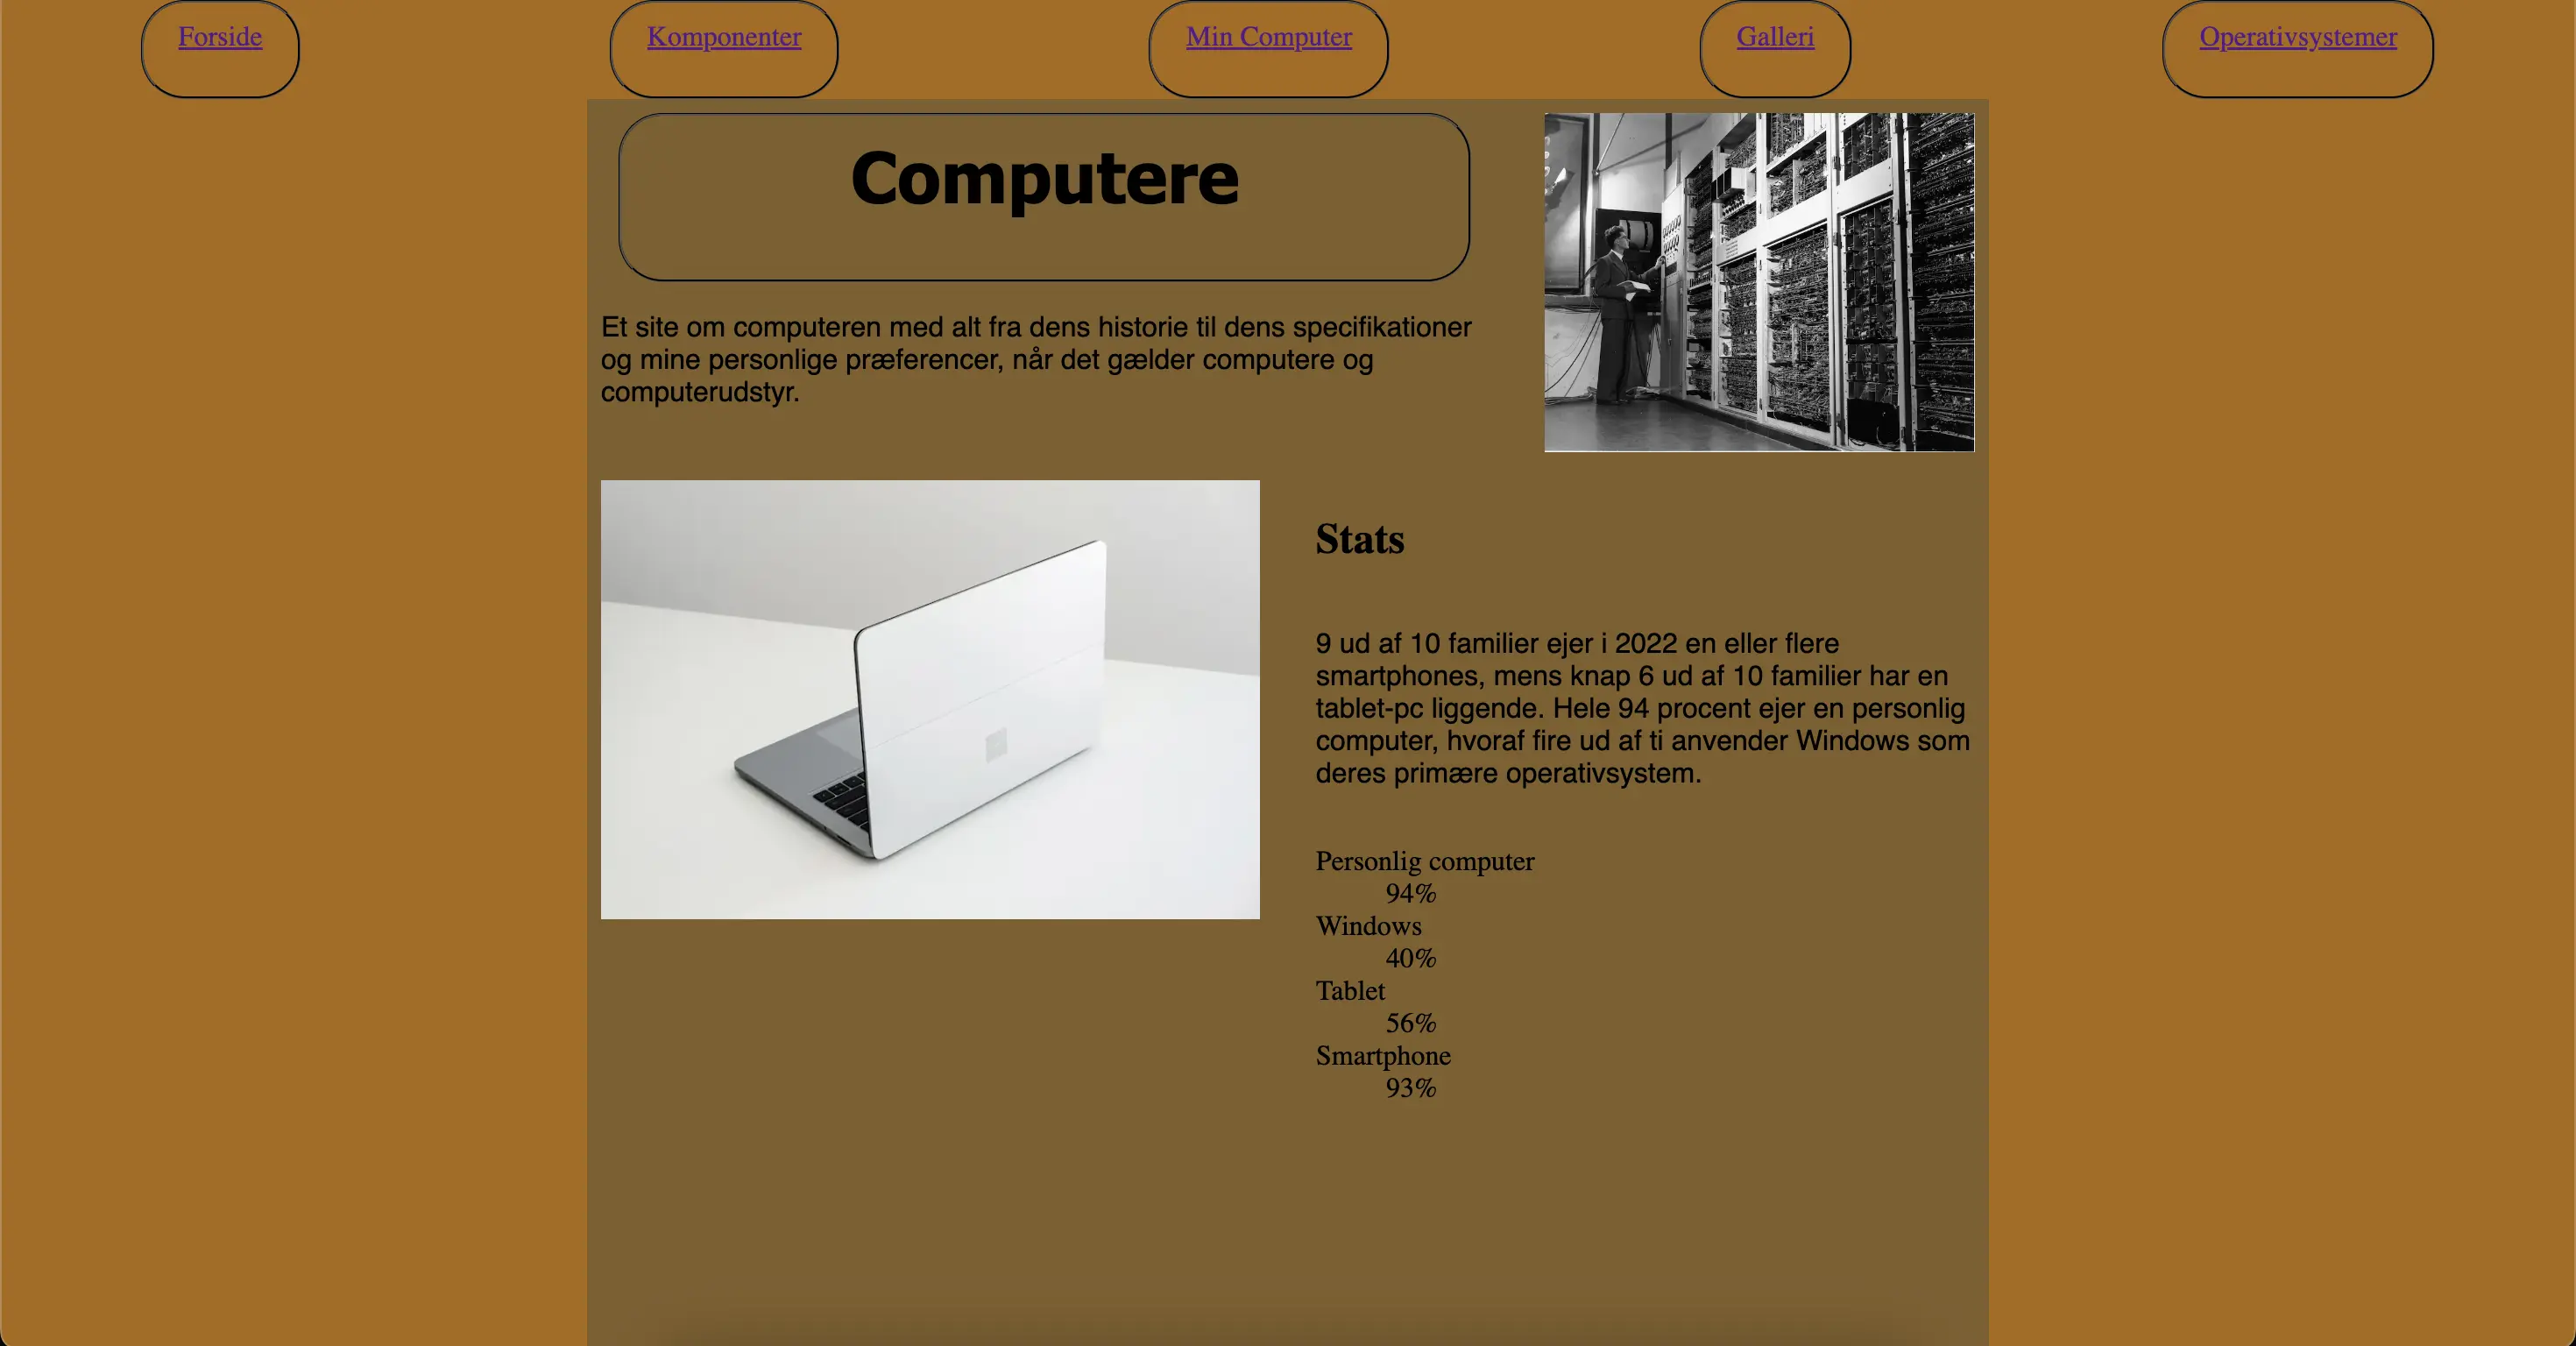 Forside
Komponenter
Min Computer
Galleri
Operativsystemer
Computere
Et site om computeren med alt fra dens historie til dens specifikationer
og mine personlige præferencer, når det gælder computere og
computerudstyr.
Stats
9 ud af 10 familier ejer i 2022 en eller flere
smartphones, mens knap 6 ud af 10 familier har en
tablet-pc liggende. Hele 94 procent ejer en personlig
computer, hvoraf fire ud af ti anvender Windows som
deres primære operativsystem.
Personlig computer
94%
Windows
40%
Tablet
56%
Smartphone
93%